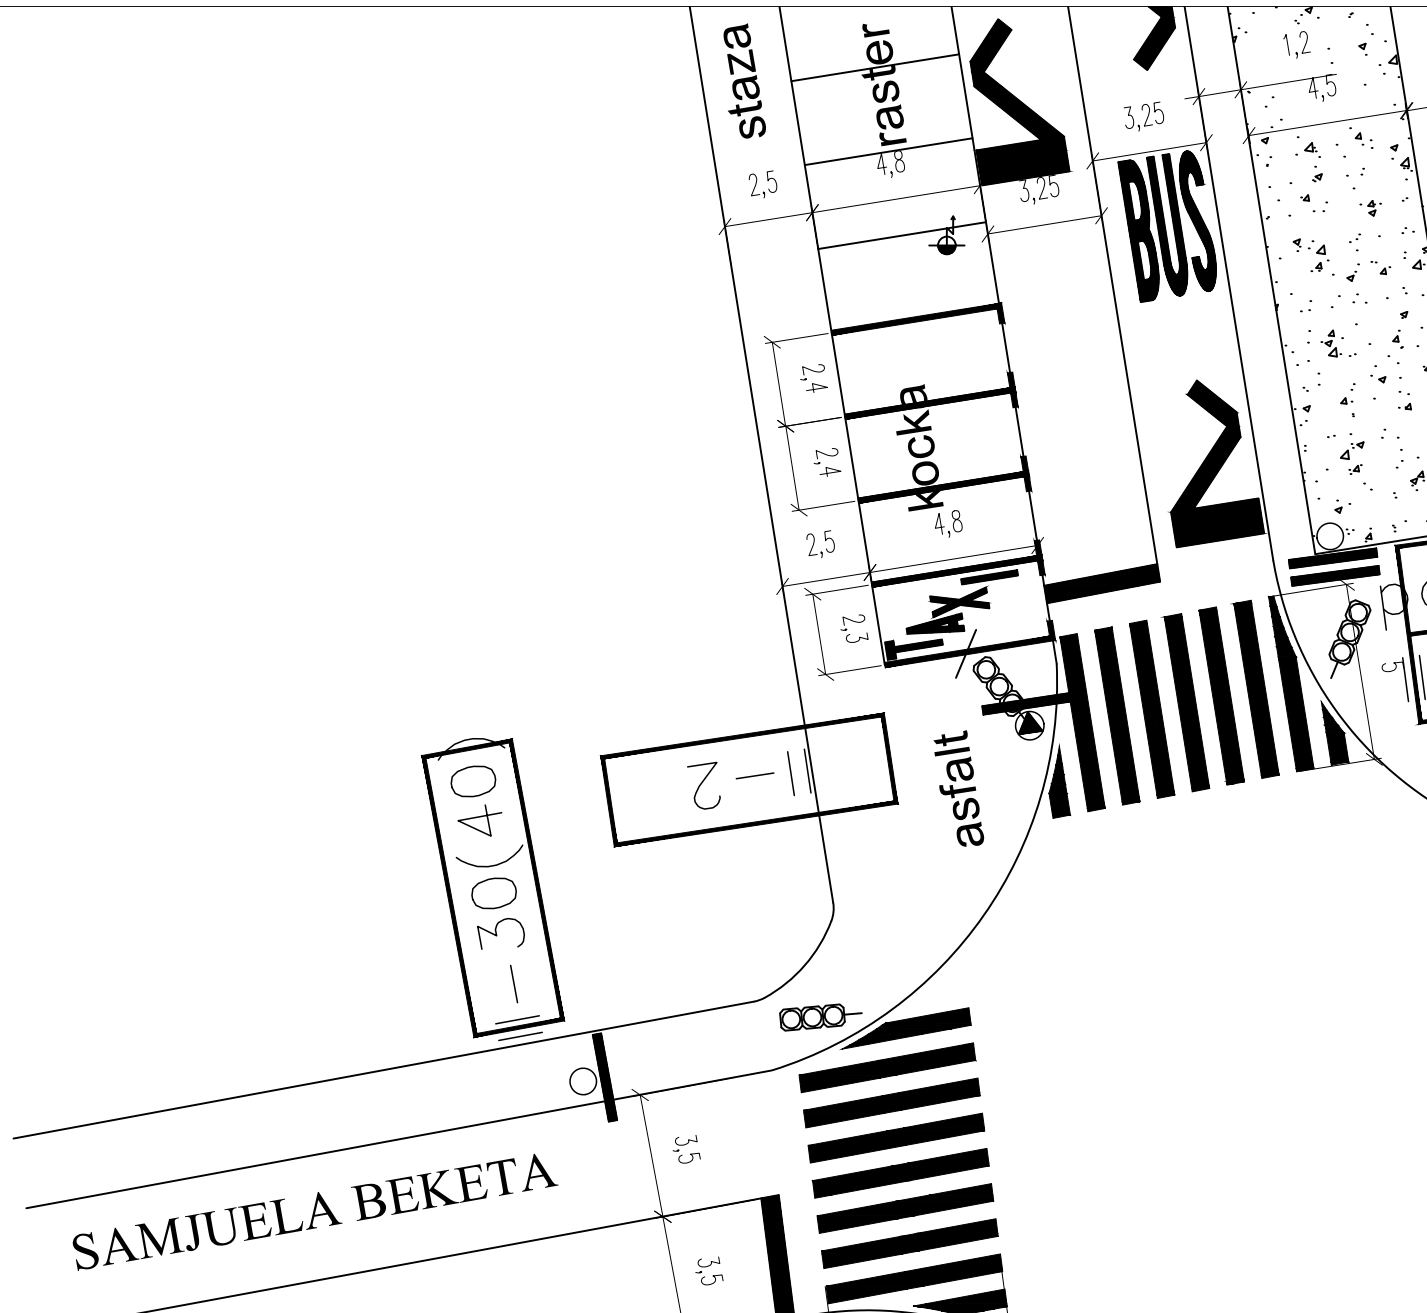 staza
raster
1,2
4,5
3,25
2,5
4,8
3,25
BUS
2,4
kocka
2,4
4,8
2,5
TAXI
2,3
5
asfalt
II-2
II-30(40)
3,5
SAMJUELA BEKETA
3,5